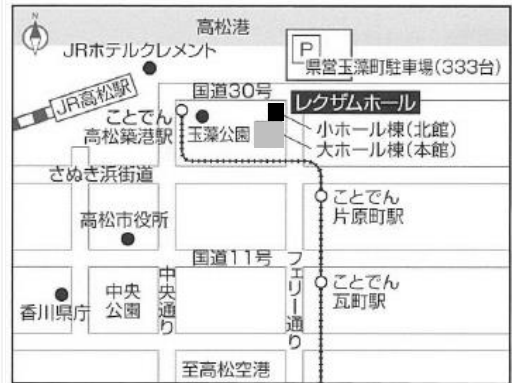 高松港
JRホテルクレメント
P
県営玉藻町駐車場(333台)
JR高松駅
国道30号
レクザムホール
ことでん
高松築港駅
玉藻公園
小ホール棟(北館)
大ホール棟(本館)
さぬき浜街道
ことでん
片原町駅
高松市役所
国道11号
フェリー通り
中央通り
中央
公園
香川県庁
ことでん
瓦町駅
至高松空港